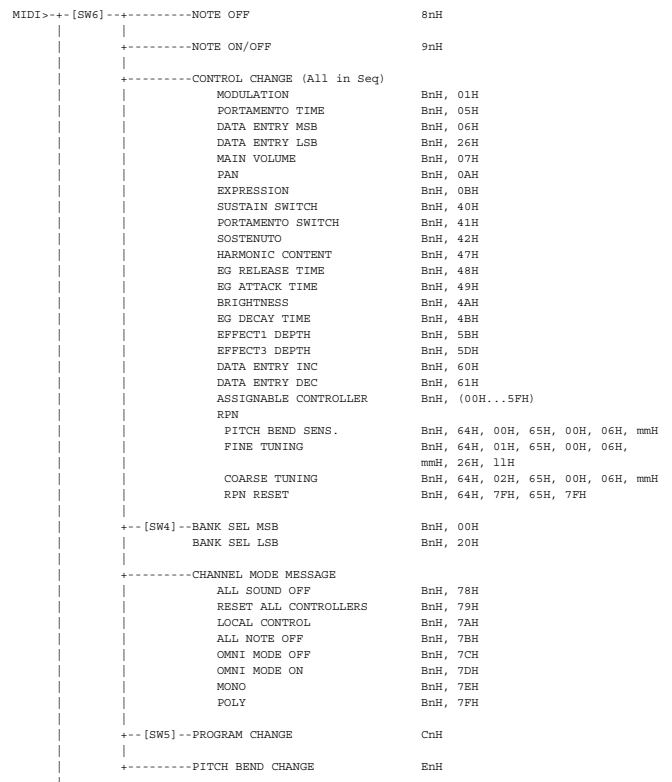 MIDI>-+-[SW6]--+---------NOTE OFF 8nH
| |
| +---------NOTE ON/OFF 9nH
| |
| +---------CONTROL CHANGE (All in Seq)
| | MODULATION BnH, 01H
| | PORTAMENTO TIME BnH, 05H
| | DATA ENTRY MSB BnH, 06H
| | DATA ENTRY LSB BnH, 26H
| | MAIN VOLUME BnH, 07H
| | PAN BnH, 0AH
| | EXPRESSION BnH, 0BH
| | SUSTAIN SWITCH BnH, 40H
| | PORTAMENTO SWITCH BnH, 41H
| | SOSTENUTO BnH, 42H
| | HARMONIC CONTENT BnH, 47H
| | EG RELEASE TIME BnH, 48H
| | EG ATTACK TIME BnH, 49H
| | BRIGHTNESS BnH, 4AH
| | EG DECAY TIME BnH, 4BH
| | EFFECT1 DEPTH BnH, 5BH
| | EFFECT3 DEPTH BnH, 5DH
| | DATA ENTRY INC BnH, 60H
| | DATA ENTRY DEC BnH, 61H
| | ASSIGNABLE CONTROLLER BnH, (00H...5FH)
| | RPN
| | PITCH BEND SENS. BnH, 64H, 00H, 65H, 00H, 06H, mmH
| | FINE TUNING BnH, 64H, 01H, 65H, 00H, 06H,
| | mmH, 26H, llH
| | COARSE TUNING BnH, 64H, 02H, 65H, 00H, 06H, mmH
| | RPN RESET BnH, 64H, 7FH, 65H, 7FH
| |
| +--[SW4]--BANK SEL MSB BnH, 00H
| | BANK SEL LSB BnH, 20H
| |
| +---------CHANNEL MODE MESSAGE
| | ALL SOUND OFF BnH, 78H
| | RESET ALL CONTROLLERS BnH, 79H
| | LOCAL CONTROL BnH, 7AH
| | ALL NOTE OFF BnH, 7BH
| | OMNI MODE OFF BnH, 7CH
| | OMNI MODE ON BnH, 7DH
| | MONO BnH, 7EH
| | POLY BnH, 7FH
| |
| +--[SW5]--PROGRAM CHANGE CnH
| |
| +---------PITCH BEND CHANGE EnH
|